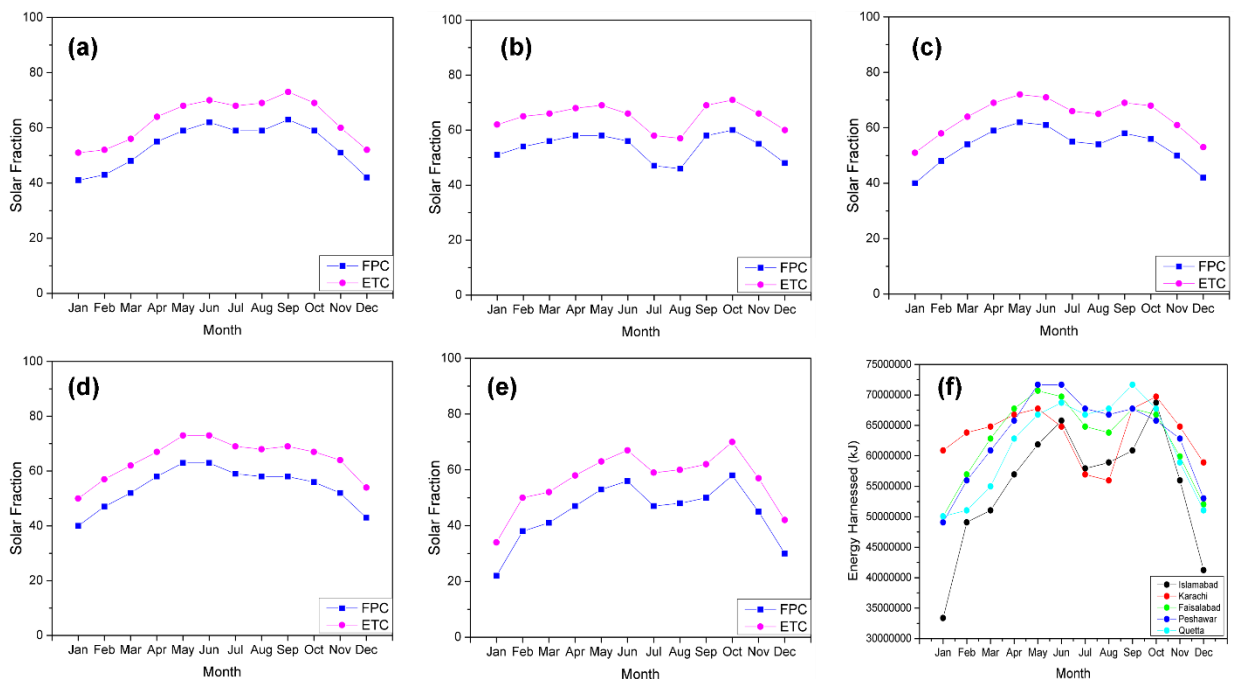 (a)
100
80
60
40
20
0
Solar Fraction
Jan Feb Mar Apr May Jun Jul Aug Sep Oct Nov Dec
Month
FPC
ETC
(b)
100
80
60
40
20
0
Solar Fraction
Jan Feb Mar Apr May Jun Jul Aug Sep Oct Nov Dec
Month
FPC
ETC
(c)
100
80
60
40
20
0
Solar Fraction
Jan Feb Mar Apr May Jun Jul Aug Sep Oct Nov Dec
Month
FPC
ETC
(d)
100
80
60
40
20
0
Solar Fraction
Jan Feb Mar Apr May Jun Jul Aug Sep Oct Nov Dec
Month
FPC
ETC
(e)
100
80
60
40
20
0
Solar Fraction
Jan Feb Mar Apr May Jun Jul Aug Sep Oct Nov Dec
Month
FPC
ETC
(f)
75000000
70000000
65000000
60000000
55000000
50000000
45000000
40000000
35000000
30000000
Energy Harnessed (kJ)
Jan Feb Mar Apr May Jun Jul Aug Sep Oct Nov Dec
Month
Islamabad
Karachi
Faisalabad
Peshawar
Quetta